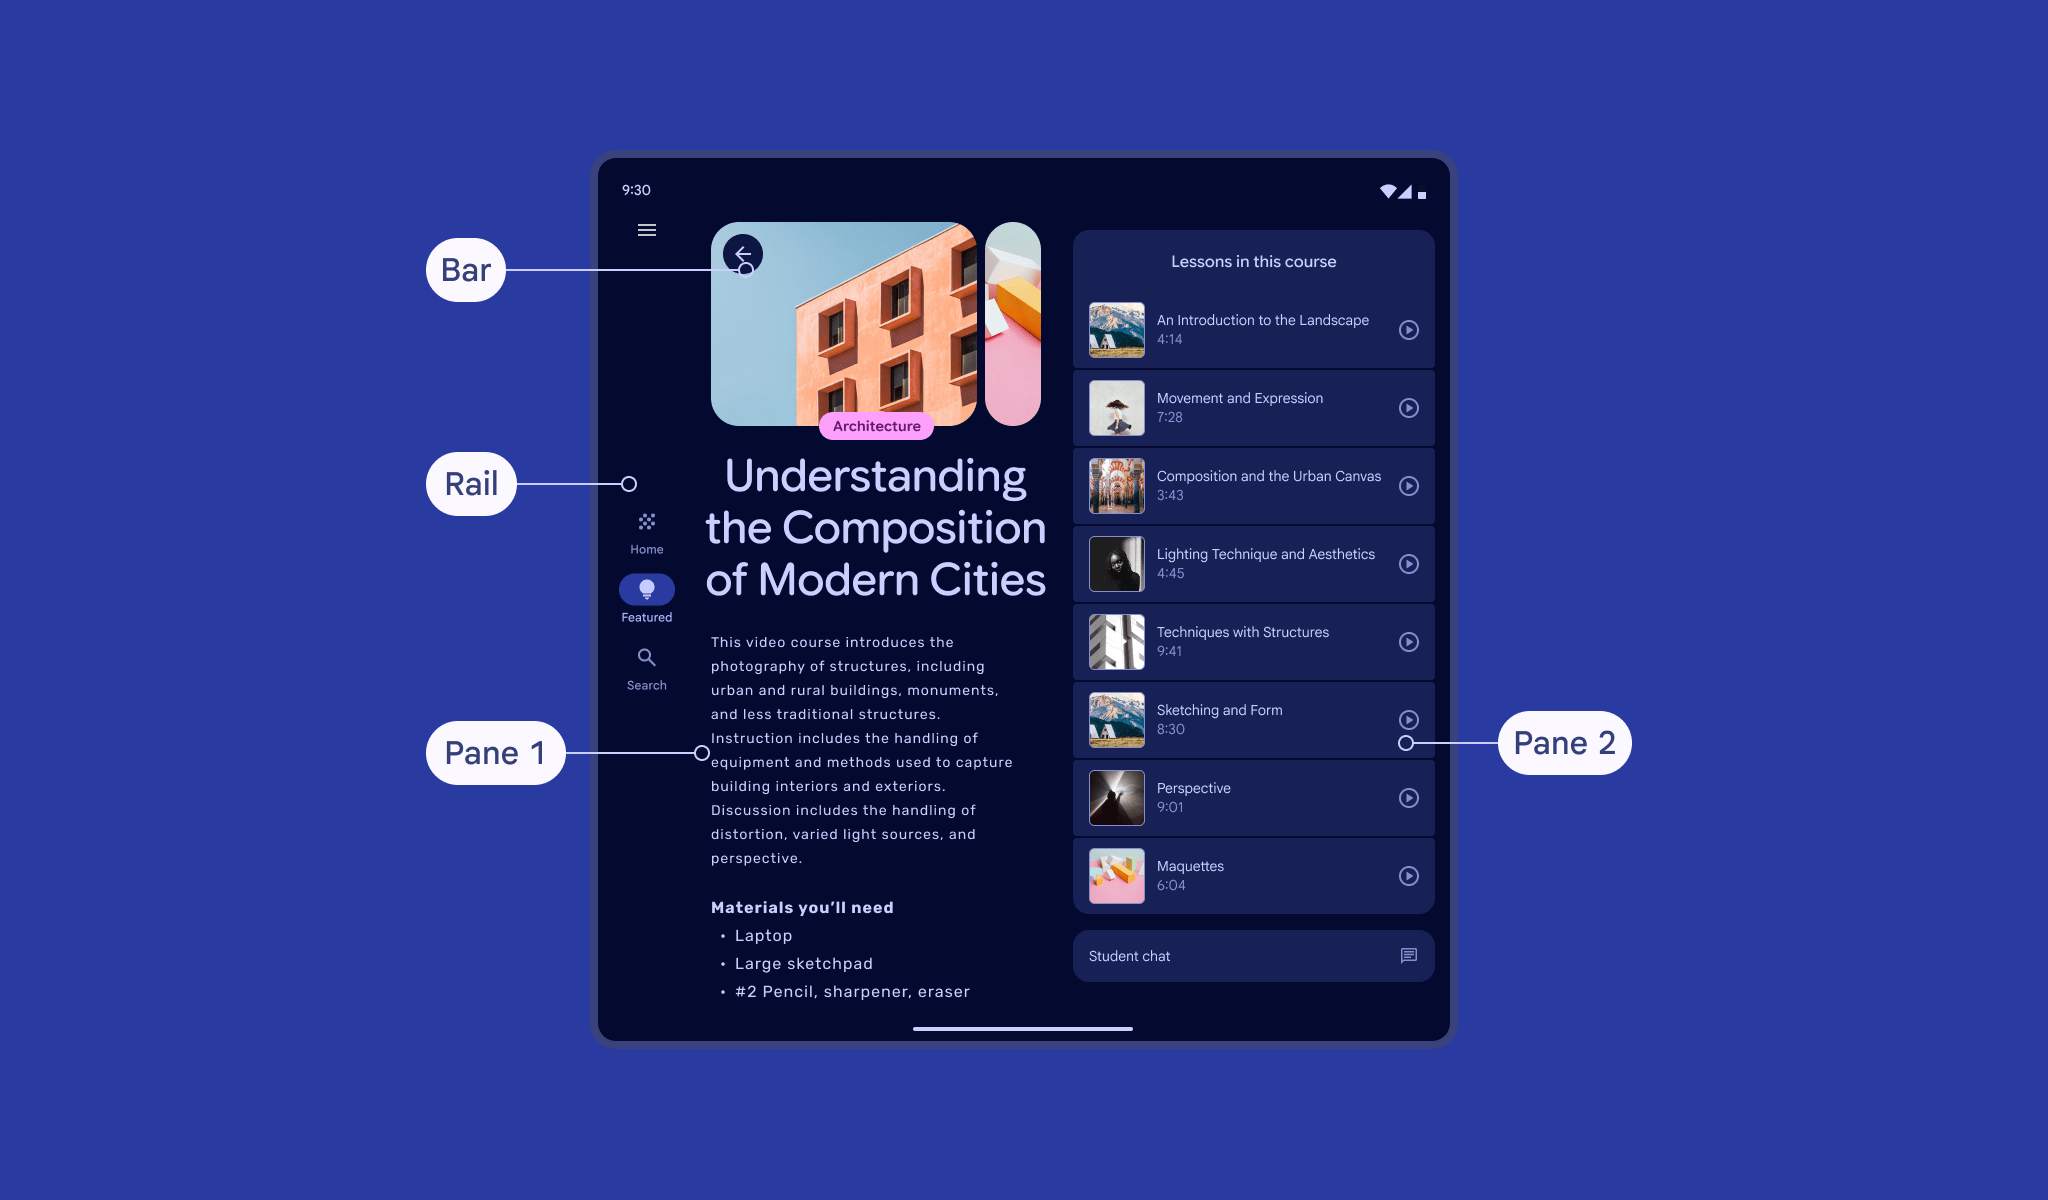 9:30
Bar
Rail
Pane 1
Pane 2
Home
Featured
Search
Architecture
Understanding
the Composition
of Modern Cities
This video course introduces the
photography of structures, including
urban and rural buildings, monuments,
and less traditional structures.
Instruction includes the handling of
equipment and methods used to capture
building interiors and exteriors.
Discussion includes the handling of
distortion, varied light sources, and
perspective.
Materials you’ll need
• Laptop
• Large sketchpad
• #2 Pencil, sharpener, eraser
Lessons in this course
An Introduction to the Landscape
4:14
Movement and Expression
7:28
Composition and the Urban Canvas
3:43
Lighting Technique and Aesthetics
4:45
Techniques with Structures
9:41
Sketching and Form
8:30
Perspective
9:01
Maquettes
6:04
Student chat